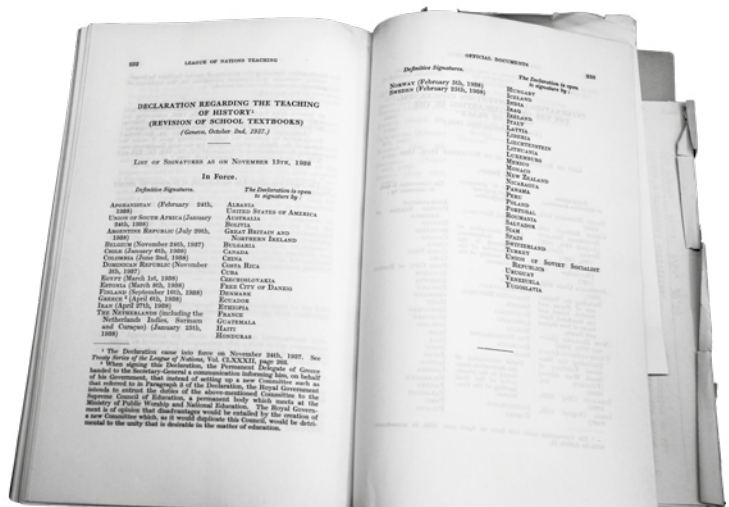 LEAGUE OF NATIONS TEACHING
DECLARATION REGARDING THE TEACHING
OF HISTORY¹
(REVISION OF SCHOOL TEXTBOOKS)
(Geneva, October 2nd, 1937.)
LIST OF SIGNATURES AS ON NOVEMBER 15TH, 1938
In Force.
Definitive Signatures.
AFGHANISTAN (February 24th,
1938)
UNION OF SOUTH AFRICA (January
24th, 1938)
ARGENTINE REPUBLIC (July 29th,
1938)
BELGIUM (November 24th, 1937)
CHILE (January 6th, 1938)
COLOMBIA (June 2nd, 1938)
DOMINICAN REPUBLIC (November
8th, 1937)
EGYPT (March 1st, 1938)
ESTONIA (March 8th, 1938)
FINLAND (September 16th, 1938)
GREECE ² (April 6th, 1938)
IRAN (April 27th, 1938)
THE NETHERLANDS (including the
Netherlands Indies, Surinam
and Curaçao) (January 15th,
1938)
The Declaration is open
to signature by:
ALBANIA
UNITED STATES OF AMERICA
AUSTRALIA
BOLIVIA
GREAT BRITAIN AND
NORTHERN IRELAND
BULGARIA
CANADA
CHINA
COSTA RICA
CUBA
CZECHOSLOVAKIA
FREE CITY OF DANZIG
DENMARK
ECUADOR
ETHIOPIA
FRANCE
GUATEMALA
HAITI
HONDURAS
¹ The Declaration came into force on November 24th, 1937. See
Treaty Series of the League of Nations, Vol. CLXXXII, page 263.
² When signing this Declaration, the Permanent Delegate of Greece
handed to the Secretary-General a communication informing him, on behalf
of his Government, that instead of setting up a new Committee such as
that referred to in Paragraph 3 of the Declaration, the Royal Government
intends to entrust the duties of the above-mentioned Committee to the
Supreme Council of Education, a permanent body which meets at the
Ministry of Public Worship and National Education. The Royal Govern-
ment is of opinion that disadvantages would be entailed by the creation of
a new Committee which, as it would duplicate this Council, would be detri-
mental to the unity that is desirable in the matter of education.
OFFICIAL DOCUMENTS
Definitive Signatures.
NORWAY (February 5th, 1938)
SWEDEN (February 25th, 1938)
The Declaration is open
to signature by:
HUNGARY
ICELAND
INDIA
IRAQ
IRELAND
ITALY
LATVIA
LIBERIA
LIECHTENSTEIN
LITHUANIA
LUXEMBURG
MEXICO
MONACO
NEW ZEALAND
NICARAGUA
PANAMA
PERU
POLAND
PORTUGAL
ROUMANIA
SALVADOR
SIAM
SPAIN
SWITZERLAND
TURKEY
UNION OF SOVIET SOCIALIST
REPUBLICS
URUGUAY
VENEZUELA
YUGOSLAVIA